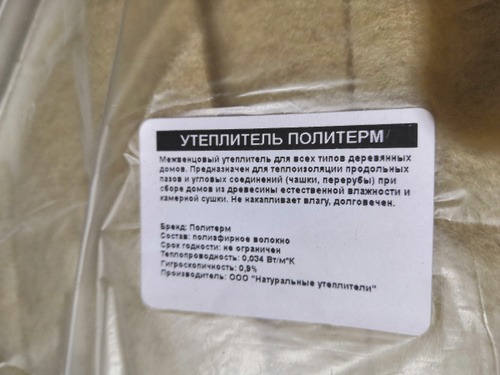 УТЕПЛИТЕЛЬ ПОЛИТЕРМ
Межвенцовый утеплитель для всех типов деревянных
домов. Предназначен для теплоизоляции продольных
пазов и угловых соединений (чашки, перерубы) при
сборе домов из древесины естественной влажности и
камерной сушки. Не накапливает влагу, долговечен.
Бренд: Политерм
Состав: полиэфирное волокно
Срок годности: не ограничен
Теплопроводность: 0,034 Вт/м*К
Гигроскопичность: 0,9%
Производитель: ООО "Натуральные утеплители"